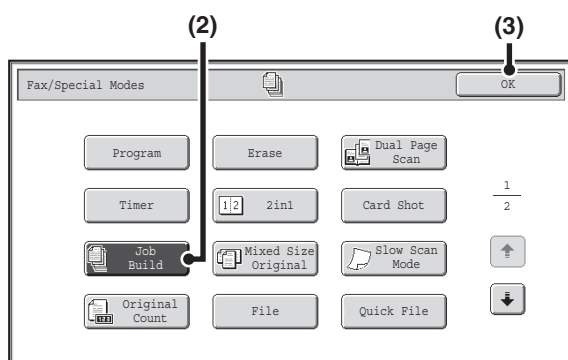 (2)
(3)
Fax/Special Modes
OK
Program
Erase
Dual Page
Scan
Timer
1 2
2in1
Card Shot
1
2
Job
Build
Mixed Size
Original
Slow Scan
Mode
Original
Count
123
File
Quick File